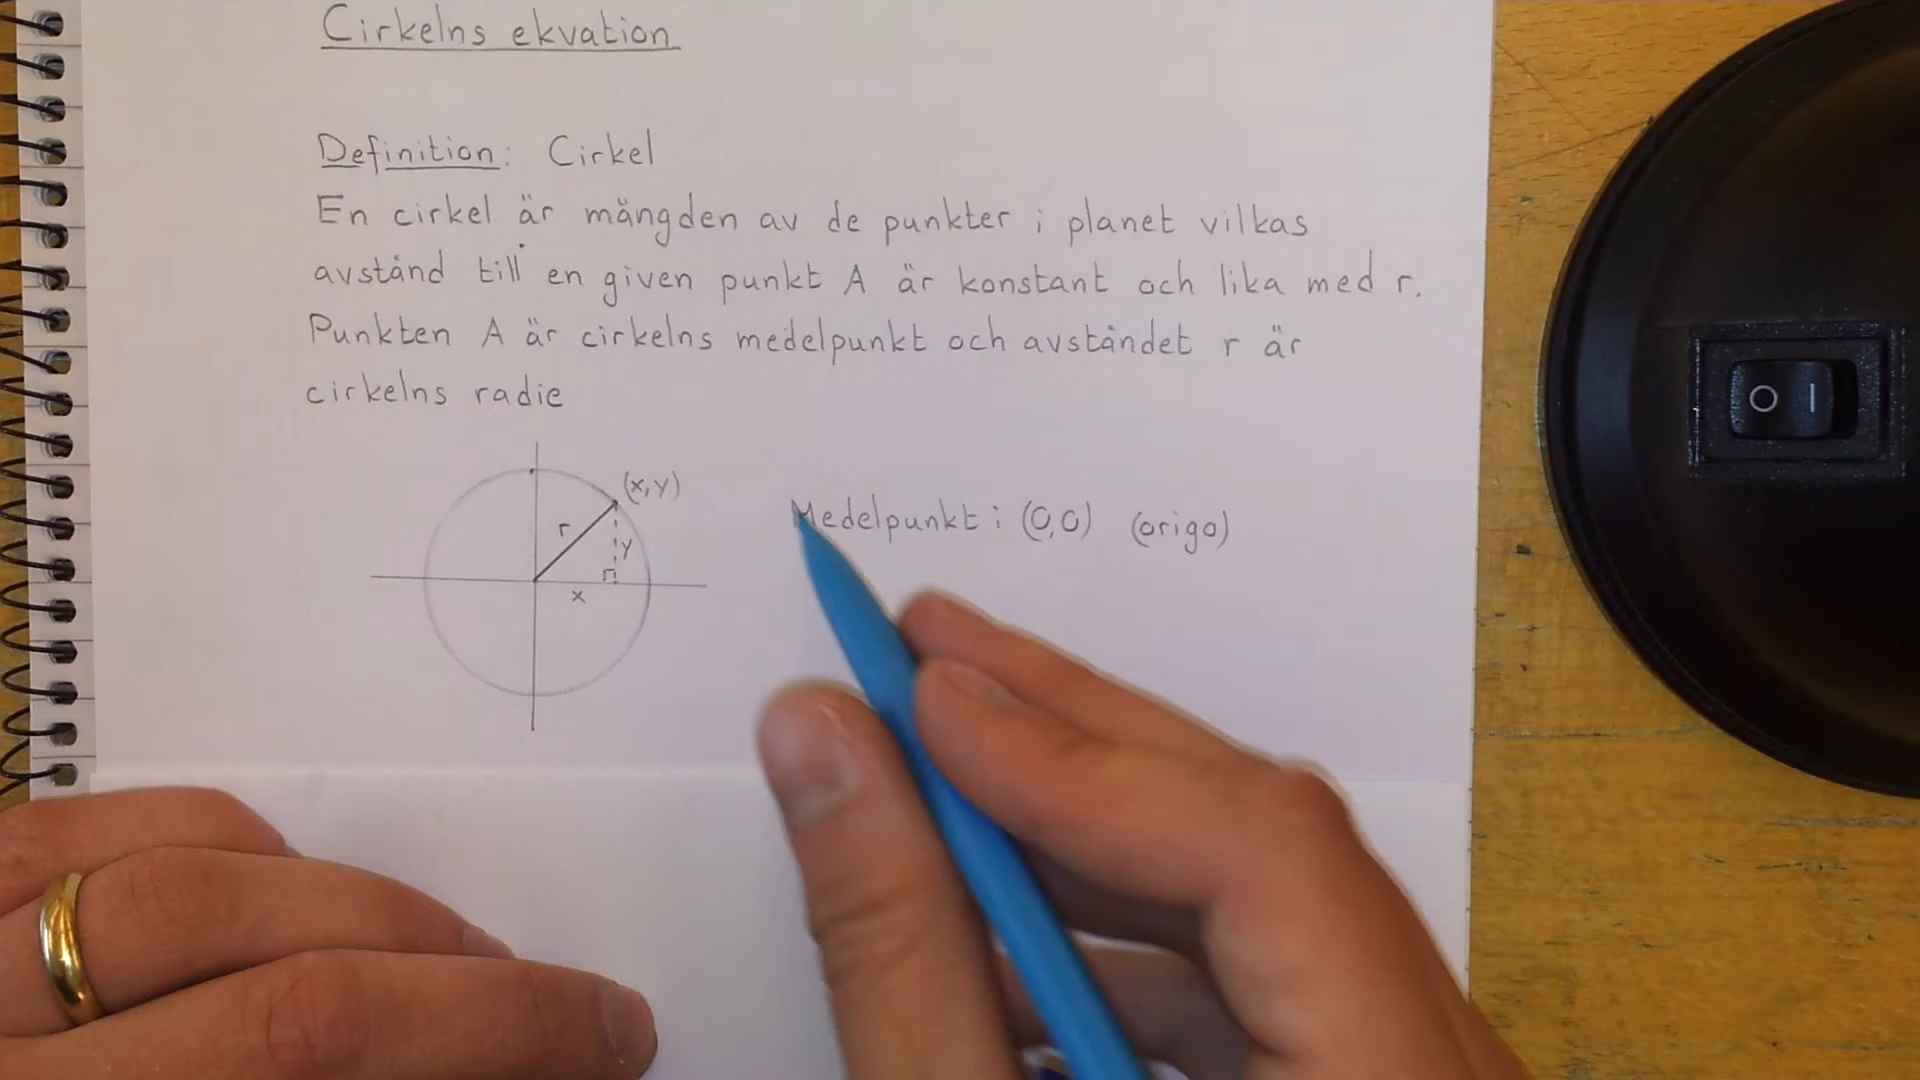 Cirkelns ekvation
Definition: Cirkel
En cirkel är mängden av de punkter i planet vilkas
avstånd till en given punkt A är konstant och lika med r.
Punkten A är cirkelns medelpunkt och avståndet r är
cirkelns radie
(x,y)
r
y
x
Medelpunkt i (0,0) (origo)
O I